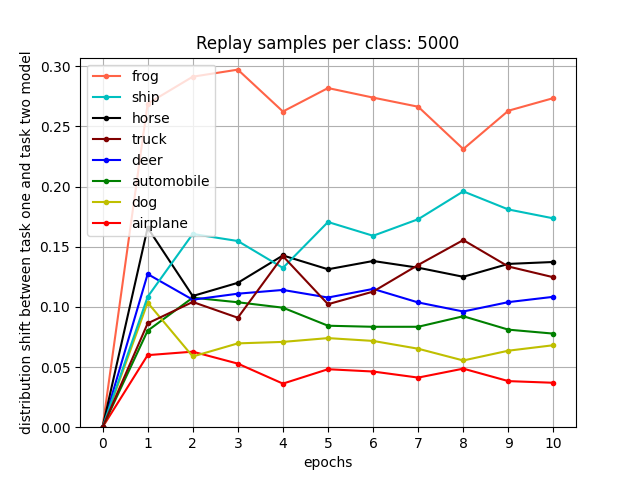 Replay samples per class: 5000
distribution shift between task one and task two model
0.30
0.25
0.20
0.15
0.10
0.05
0.00
frog
ship
horse
truck
deer
automobile
dog
airplane
0 1 2 3 4 5 6 7 8 9 10
epochs